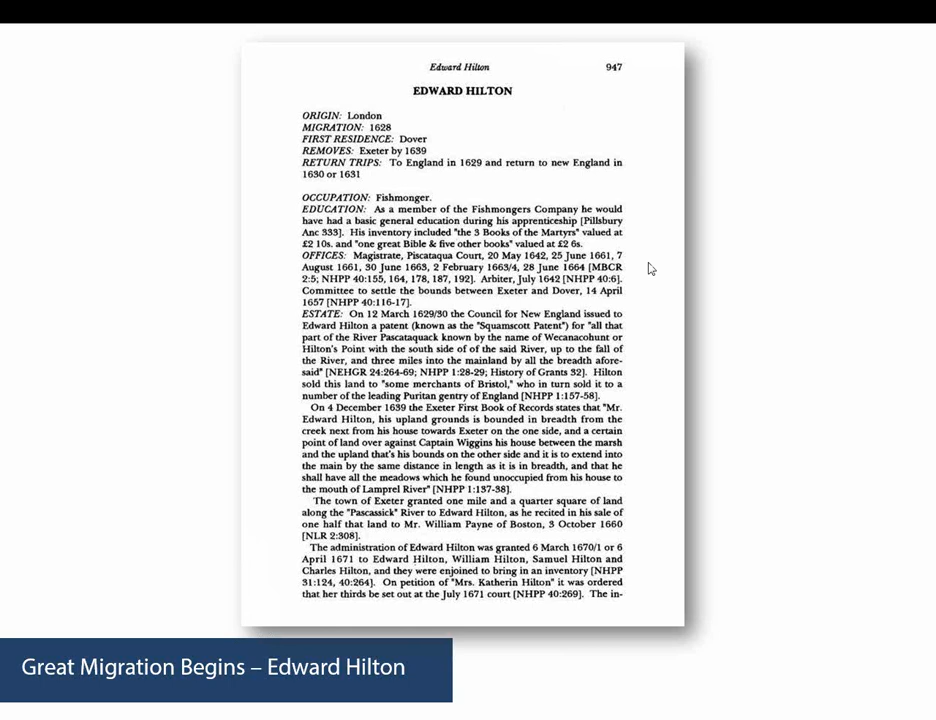 Edward Hilton 947
EDWARD HILTON
ORIGIN: London
MIGRATION: 1628
FIRST RESIDENCE: Dover
REMOVES: Exeter by 1639
RETURN TRIPS: To England in 1629 and return to new England in
1630 or 1631
OCCUPATION: Fishmonger.
EDUCATION: As a member of the Fishmongers Company he would
have had a basic general education during his apprenticeship [Pillsbury
Anc 333]. His inventory included "the 3 Books of the Martyrs" valued at
£2 10s. and "one great Bible & five other books" valued at £2 6s.
OFFICES: Magistrate, Piscataqua Court, 20 May 1642, 25 June 1661, 7
August 1661, 30 June 1663, 2 February 1663/4, 28 June 1664 [MBCR
2:5; NHPP 40:155, 164, 178, 187, 192]. Arbiter, July 1642 [NHPP 40:6].
Committee to settle the bounds between Exeter and Dover, 14 April
1657 [NHPP 40:116-17].
ESTATE: On 12 March 1629/30 the Council for New England issued to
Edward Hilton a patent (known as the "Squamscott Patent") for "all that
part of the River Pascataquack known by the name of Wecanacohunt or
Hilton's Point with the south side of of the said River, up to the fall of
the River, and three miles into the mainland by all the breadth afore-
said" [NEHGR 24:264-69; NHPP 1:28-29; History of Grants 32]. Hilton
sold this land to "some merchants of Bristol," who in turn sold it to a
number of the leading Puritan gentry of England [NHPP 1:157-58].
On 4 December 1639 the Exeter First Book of Records states that "Mr.
Edward Hilton, his upland grounds is bounded in breadth from the
creek next from his house towards Exeter on the one side, and a certain
point of land over against Captain Wiggins his house between the marsh
and the upland that's his bounds on the other side and it is to extend into
the main by the same distance in length as it is in breadth, and that he
shall have all the meadows which he found unoccupied from his house to
the mouth of Lamprel River" [NHPP 1:137-38].
The town of Exeter granted one mile and a quarter square of land
along the "Pascassick" River to Edward Hilton, as he recited in his sale of
one half that land to Mr. William Payne of Boston, 3 October 1660
[NLR 2:308].
The administration of Edward Hilton was granted 6 March 1670/1 or 6
April 1671 to Edward Hilton, William Hilton, Samuel Hilton and
Charles Hilton, and they were enjoined to bring in an inventory [NHPP
31:124, 40:264]. On petition of "Mrs. Katherin Hilton" it was ordered
that her thirds be set out at the July 1671 court [NHPP 40:269]. The in-
Great Migration Begins – Edward Hilton